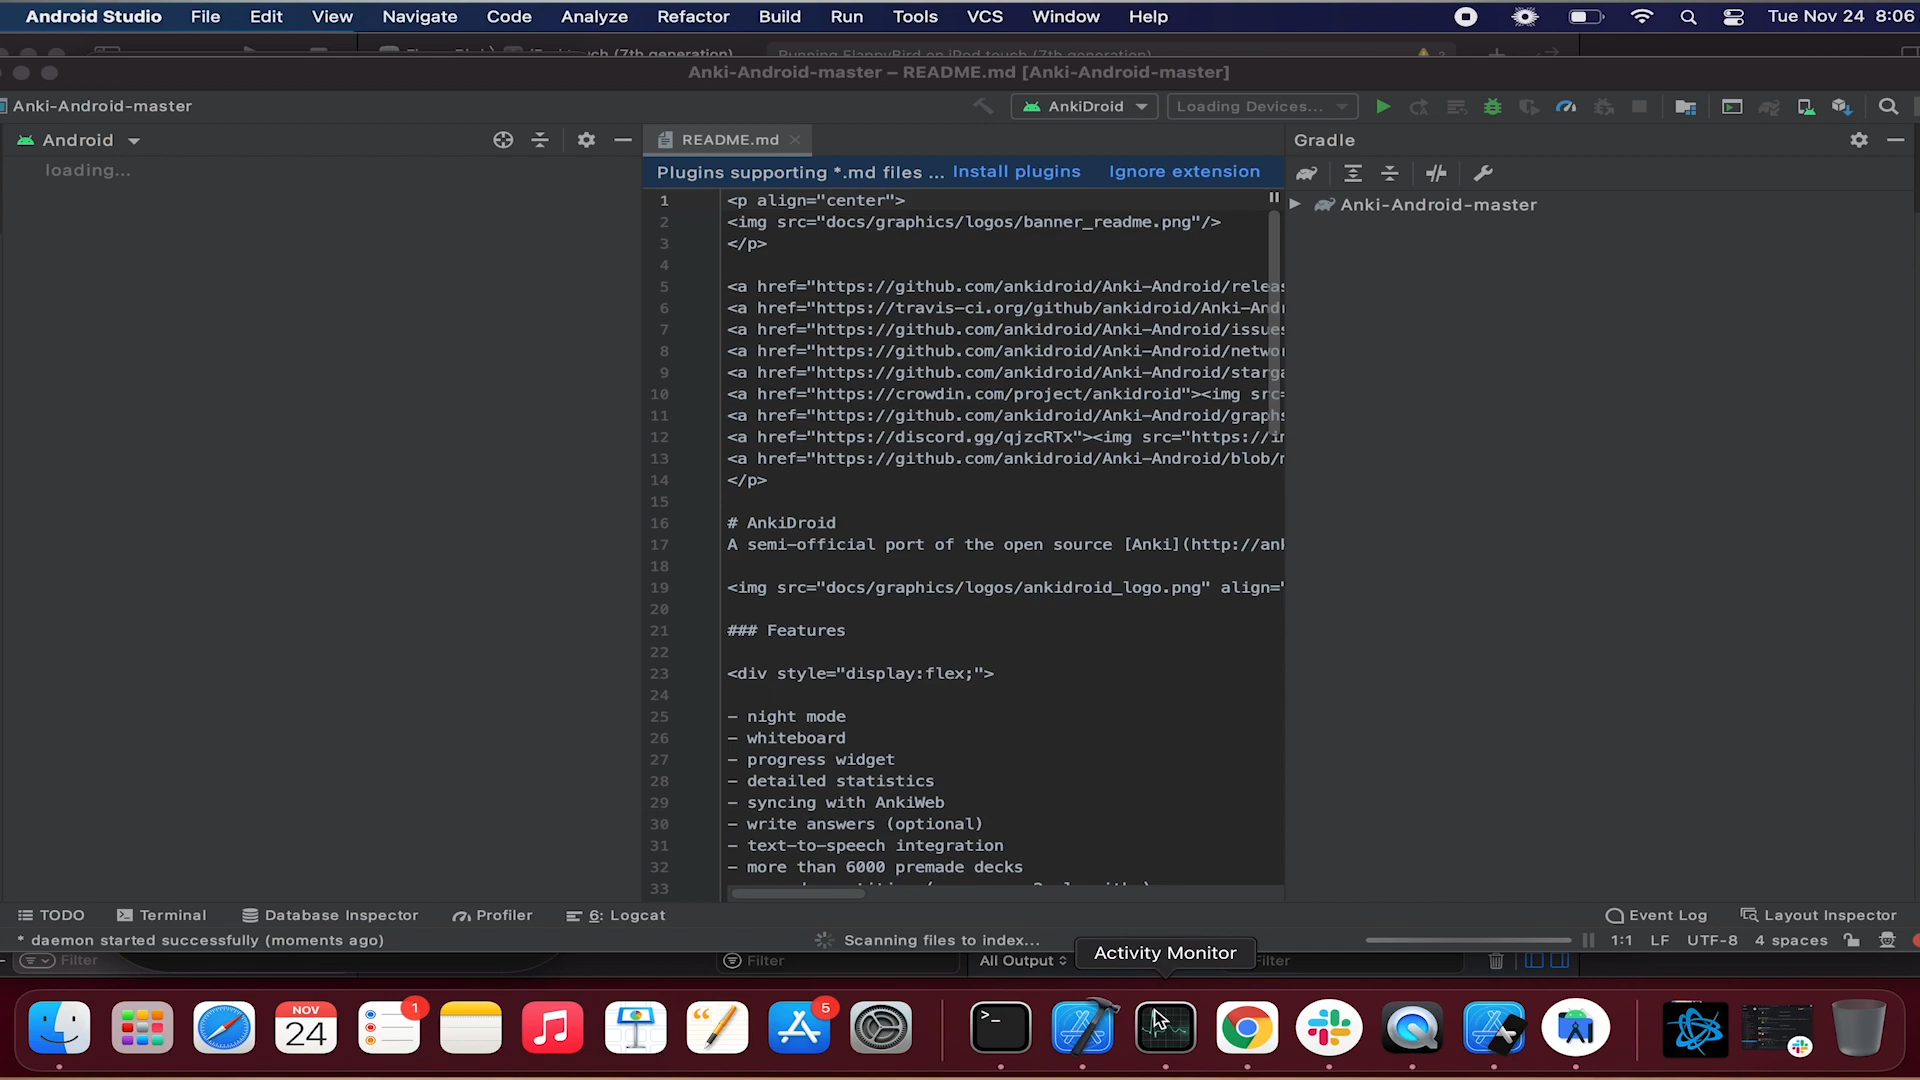 Android Studio File Edit View Navigate Code Analyze Refactor Build Run Tools VCS Window Help Tue Nov 24 8:06
Anki-Android-master – README.md [Anki-Android-master]
Anki-Android-master AnkiDroid Loading Devices...
Android README.md Gradle
loading...
Plugins supporting *.md files ... Install plugins Ignore extension
Anki-Android-master
1 <p align="center">
2 <img src="docs/graphics/logos/banner_readme.png"/>
3 </p>
4
5 <a href="https://github.com/ankidroid/Anki-Android/releas
6 <a href="https://travis-ci.org/github/ankidroid/Anki-And
7 <a href="https://github.com/ankidroid/Anki-Android/issues
8 <a href="https://github.com/ankidroid/Anki-Android/networ
9 <a href="https://github.com/ankidroid/Anki-Android/starga
10 <a href="https://crowdin.com/project/ankidroid"><img src=
11 <a href="https://github.com/ankidroid/Anki-Android/graphs
12 <a href="https://discord.gg/qjzcRTx"><img src="https://im
13 <a href="https://github.com/ankidroid/Anki-Android/blob/m
14 </p>
15
16 # AnkiDroid
17 A semi-official port of the open source [Anki](http://ank
18
19 <img src="docs/graphics/logos/ankidroid_logo.png" align="
20
21 ### Features
22
23 <div style="display:flex;">
24
25 – night mode
26 – whiteboard
27 – progress widget
28 – detailed statistics
29 – syncing with AnkiWeb
30 – write answers (optional)
31 – text-to-speech integration
32 – more than 6000 premade decks
33
TODO Terminal Database Inspector Profiler 6: Logcat Event Log Layout Inspector
* daemon started successfully (moments ago) Scanning files to index... 1:1 LF UTF-8 4 spaces
Filter Filter All Output Filter
Activity Monitor
NOV
24
1
5